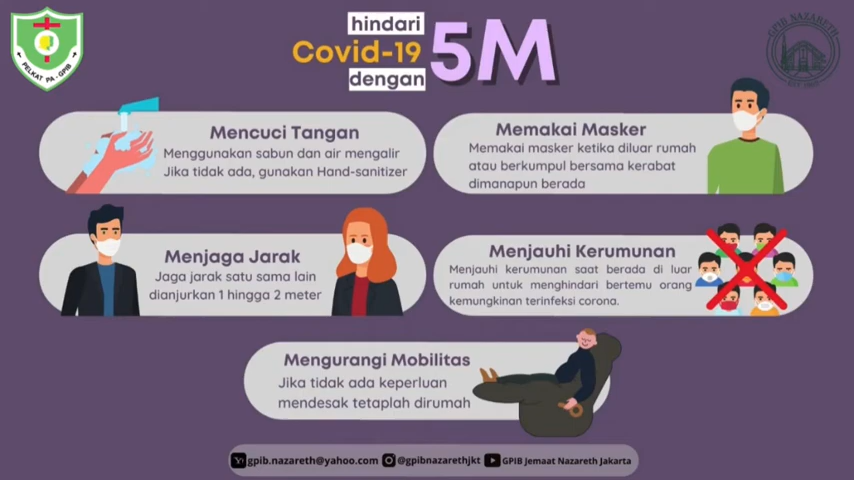 PELKAT PA - GPIB
hindari
Covid-19
dengan
5M
GPIB NAZARETH
Mencuci Tangan
Menggunakan sabun dan air mengalir
Jika tidak ada, gunakan Hand-sanitizer
Memakai Masker
Memakai masker ketika diluar rumah
atau berkumpul bersama kerabat
dimanapun berada
Menjaga Jarak
Jaga jarak satu sama lain
dianjurkan 1 hingga 2 meter
Menjauhi Kerumunan
Menjauhi kerumunan saat berada di luar
rumah untuk menghindari bertemu orang
kemungkinan terinfeksi corona.
Mengurangi Mobilitas
Jika tidak ada keperluan
mendesak tetaplah dirumah
gpib.nazareth@yahoo.com @gpibnazarethjkt GPIB Jemaat Nazareth Jakarta